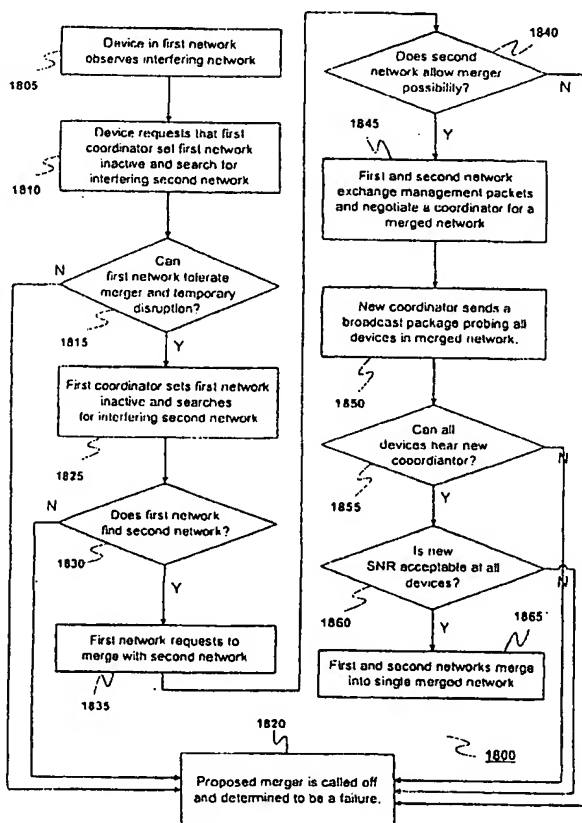 Device in first network
observes interfering network
1805
Device requests that first
coordinator set first network
inactive and search for
interfering second network
1810
Can
first network tolerate
merger and temporary
disruption?
N
1815
Y
First coordinator sets first network
inactive and searches
for interfering second network
1825
N
Does first network
find second network?
1830
Y
First network requests to
merge with second network
1835
1840
Does second
network allow merger
possibility?
N
1845
Y
First and second network
exchange management packets
and negotiate a coordinator for a
merged network
New coordinator sends a
broadcast package probing all
devices in merged network.
1850
Can all
devices hear new
cooordiantor?
N
N
1855
Y
Is new
SNR acceptable at all
devices?
N
1860
Y
1865
First and second networks merge
into single merged network
1820
1800
Proposed merger is called off
and determined to be a failure.